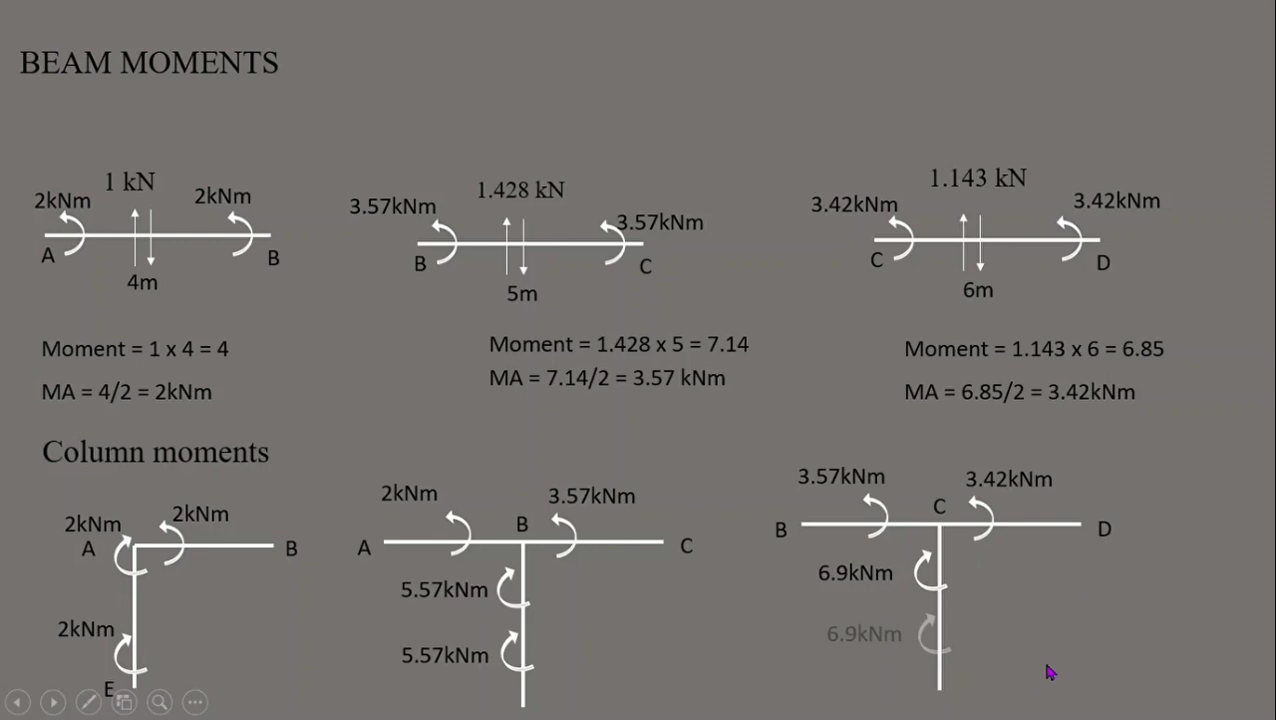 BEAM MOMENTS
1 kN
2kNm
2kNm
A
B
4m
1.428 kN
3.57kNm
3.57kNm
B
C
5m
1.143 kN
3.42kNm
3.42kNm
C
D
6m
Moment = 1 x 4 = 4
MA = 4/2 = 2kNm
Moment = 1.428 x 5 = 7.14
MA = 7.14/2 = 3.57 kNm
Moment = 1.143 x 6 = 6.85
MA = 6.85/2 = 3.42kNm
Column moments
2kNm
2kNm
A
B
2kNm
E
2kNm
3.57kNm
B
A
C
5.57kNm
5.57kNm
3.57kNm
3.42kNm
C
B
D
6.9kNm
6.9kNm